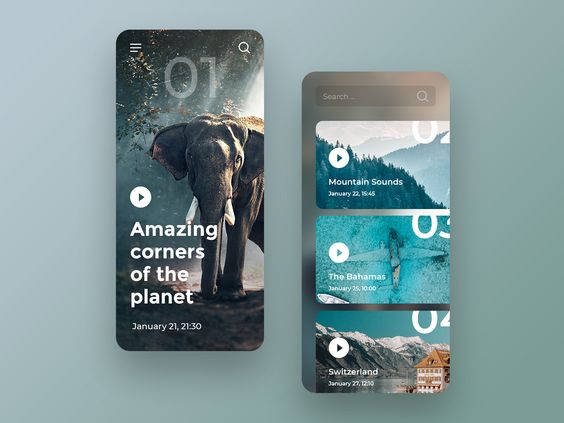 01
Amazing
corners
of the
planet
January 21, 21:30
Search ...
02
Mountain Sounds
January 22, 15:45
03
The Bahamas
January 25, 10:00
04
Switzerland
January 27, 12:10